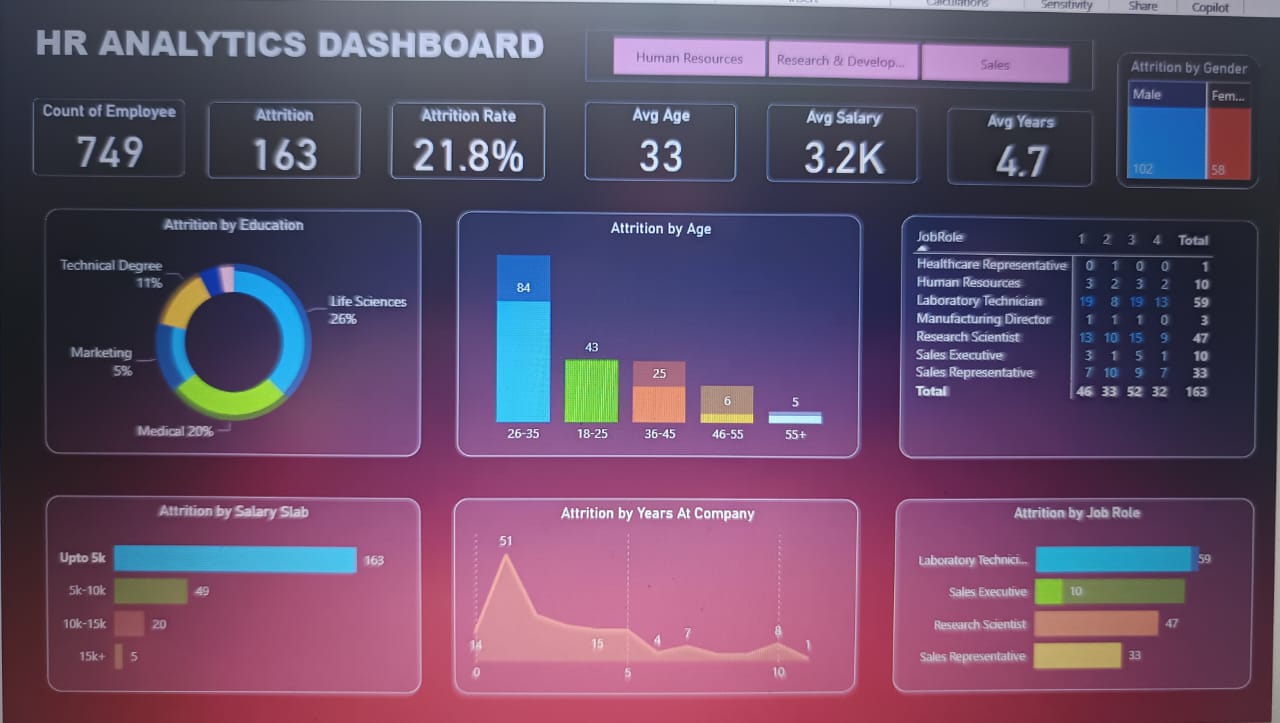 Calculations
Sensitivity
Share
Copilot
HR ANALYTICS DASHBOARD
Human Resources
Research & Develop...
Sales
Count of Employee
749
Attrition
163
Attrition Rate
21.8%
Avg Age
33
Avg Salary
3.2K
Avg Years
4.7
Attrition by Gender
Male
Fem...
102
58
Attrition by Education
Technical Degree
11%
Life Sciences
26%
Marketing
5%
Medical 20%
Attrition by Age
84
43
25
6
5
26-35
18-25
36-45
46-55
55+
JobRole 1 2 3 4 Total
Healthcare Representative 0 1 0 0 1
Human Resources 3 2 3 2 10
Laboratory Technician 19 8 19 13 59
Manufacturing Director 1 1 1 0 3
Research Scientist 13 10 15 9 47
Sales Executive 3 1 5 1 10
Sales Representative 7 10 9 7 33
Total 46 33 52 32 163
Attrition by Salary Slab
Upto 5k 163
5k-10k 49
10k-15k 20
15k+ 5
Attrition by Years At Company
51
14
15
4
7
8
1
0
5
10
Attrition by Job Role
Laboratory Technici... 59
Sales Executive 10
Research Scientist 47
Sales Representative 33